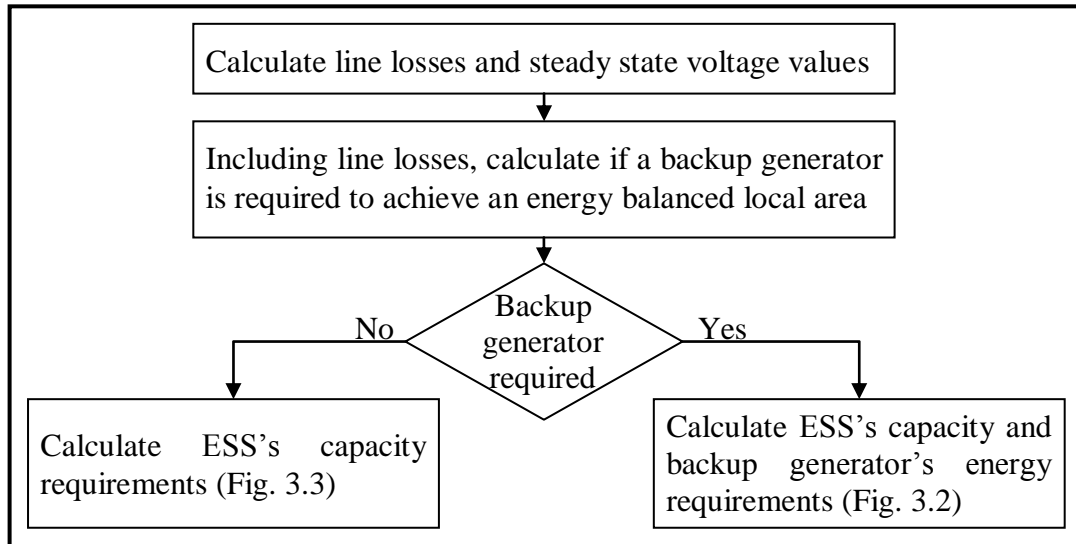 Calculate line losses and steady state voltage values
Including line losses, calculate if a backup generator
is required to achieve an energy balanced local area
Backup
generator
required
No
Yes
Calculate ESS’s capacity
requirements (Fig. 3.3)
Calculate ESS’s capacity and
backup generator’s energy
requirements (Fig. 3.2)